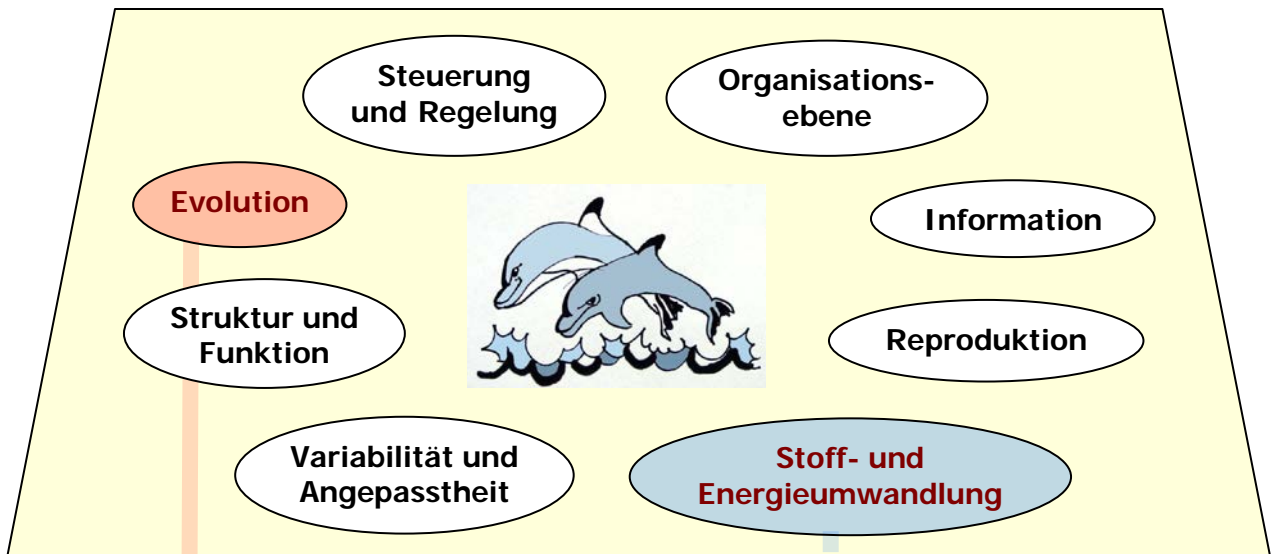 Steuerung
und Regelung
Organisations-
ebene
Evolution
Information
Struktur und
Funktion
Reproduktion
Variabilität und
Angepasstheit
Stoff- und
Energieumwandlung